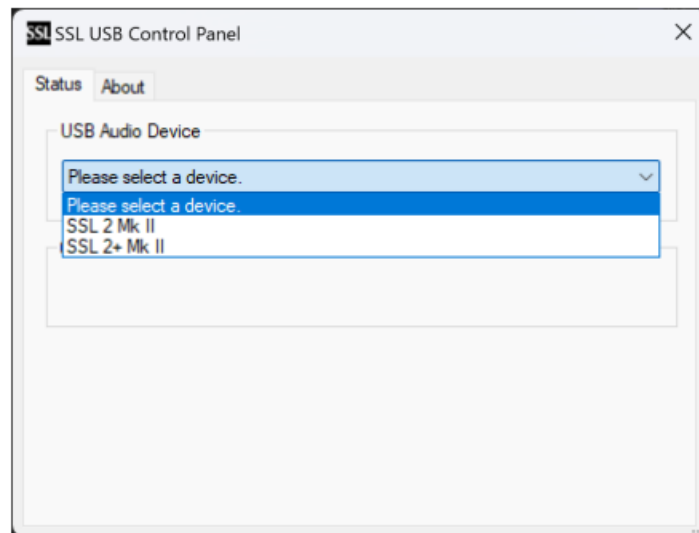 SSL SSL USB Control Panel
Status About
USB Audio Device
Please select a device.
Please select a device.
SSL 2 Mk II
SSL 2+ Mk II